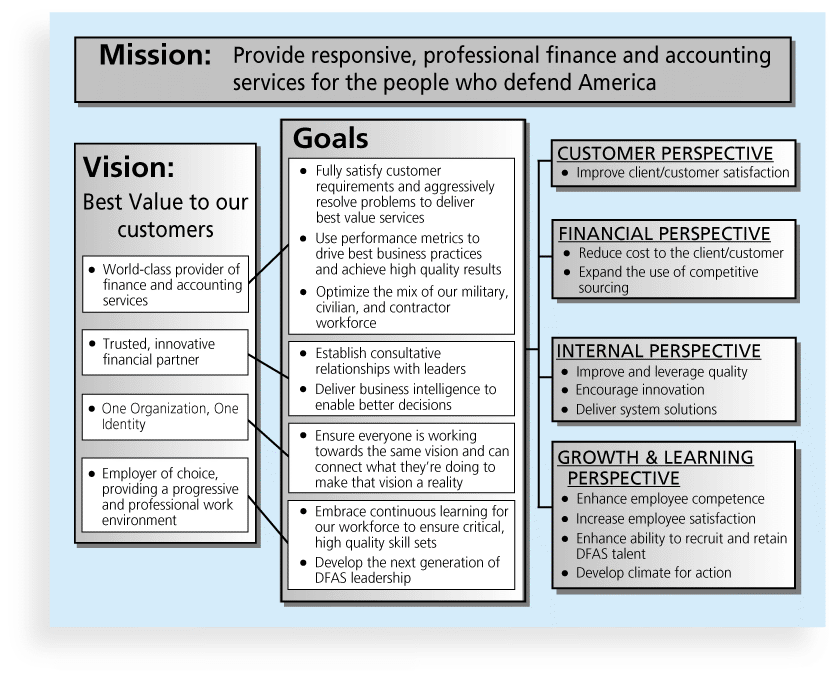 Mission: Provide responsive, professional finance and accounting
services for the people who defend America
Vision:
Best Value to our
customers
• World-class provider of
finance and accounting
services
• Trusted, innovative
financial partner
• One Organization, One
Identity
• Employer of choice,
providing a progressive
and professional work
environment
Goals
• Fully satisfy customer
requirements and aggressively
resolve problems to deliver
best value services
• Use performance metrics to
drive best business practices
and achieve high quality results
• Optimize the mix of our military,
civilian, and contractor
workforce
• Establish consultative
relationships with leaders
• Deliver business intelligence to
enable better decisions
• Ensure everyone is working
towards the same vision and can
connect what they're doing to
make that vision a reality
• Embrace continuous learning for
our workforce to ensure critical,
high quality skill sets
• Develop the next generation of
DFAS leadership
CUSTOMER PERSPECTIVE
• Improve client/customer satisfaction
FINANCIAL PERSPECTIVE
• Reduce cost to the client/customer
• Expand the use of competitive
sourcing
INTERNAL PERSPECTIVE
• Improve and leverage quality
• Encourage innovation
• Deliver system solutions
GROWTH & LEARNING
PERSPECTIVE
• Enhance employee competence
• Increase employee satisfaction
• Enhance ability to recruit and retain
DFAS talent
• Develop climate for action